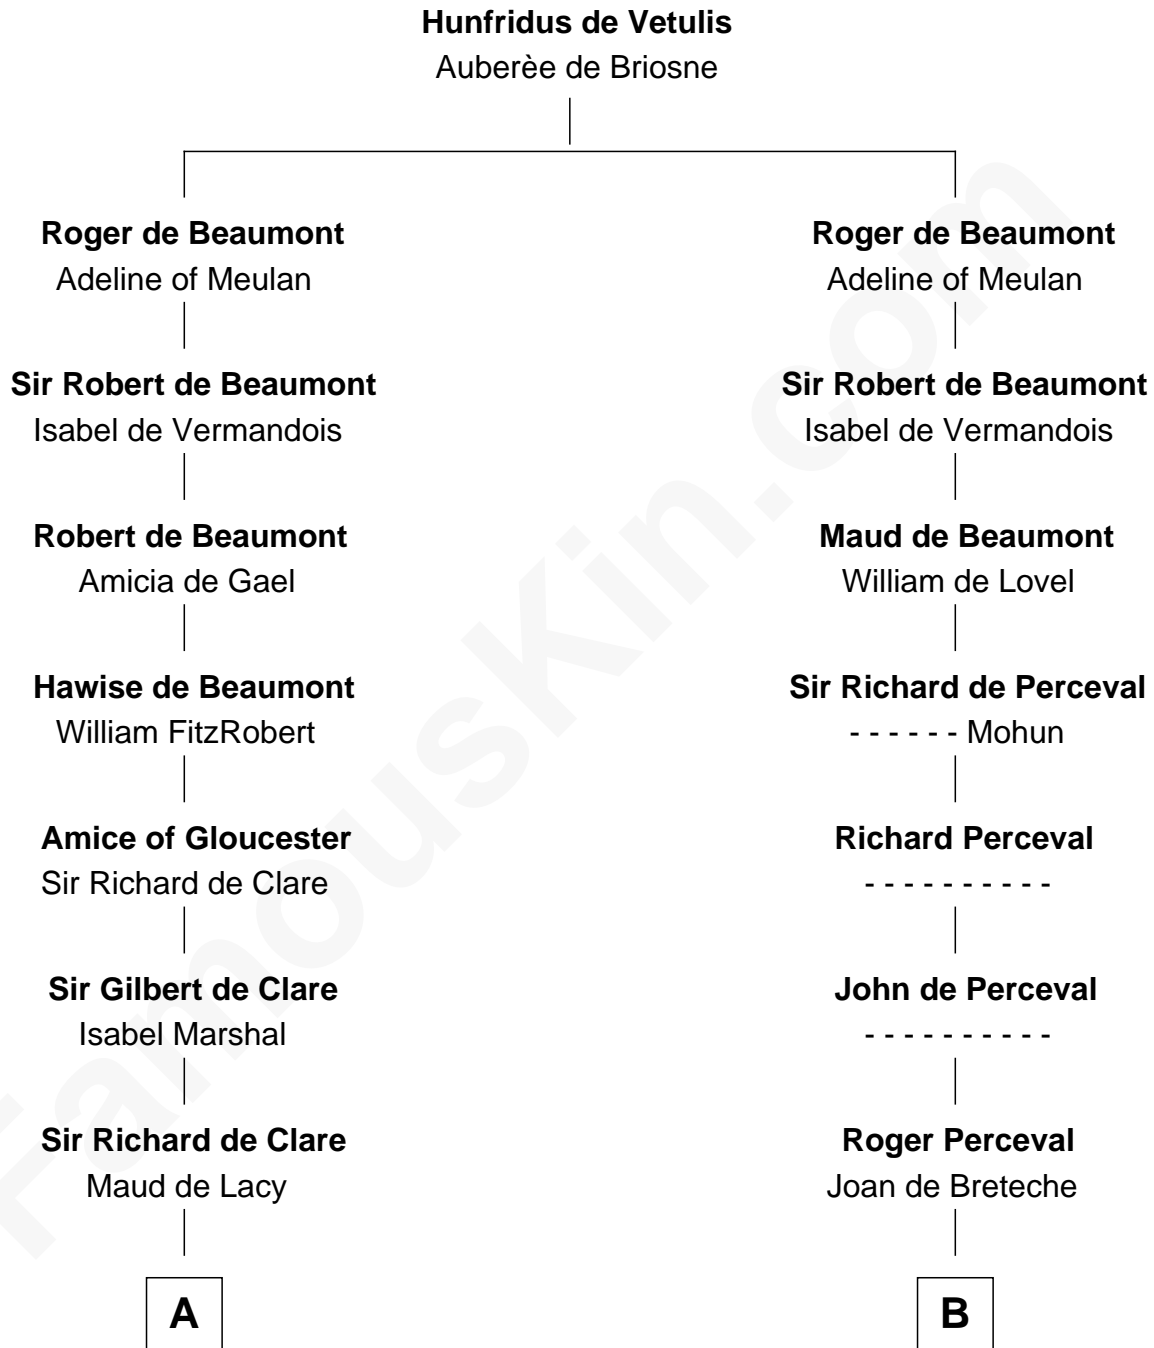 Hunfridus de Vetulis
Auberèe de Briosne
Roger de Beaumont
Adeline of Meulan
Roger de Beaumont
Adeline of Meulan
Sir Robert de Beaumont
Isabel de Vermandois
Sir Robert de Beaumont
Isabel de Vermandois
Robert de Beaumont
Amicia de Gael
Maud de Beaumont
William de Lovel
Hawise de Beaumont
William FitzRobert
Sir Richard de Perceval
- - - - - - Mohun
Amice of Gloucester
Sir Richard de Clare
Richard Perceval
- - - - - - - - - -
Sir Gilbert de Clare
Isabel Marshal
John de Perceval
- - - - - - - - - -
Sir Richard de Clare
Maud de Lacy
Roger Perceval
Joan de Breteche
A
B
FamousKin.com